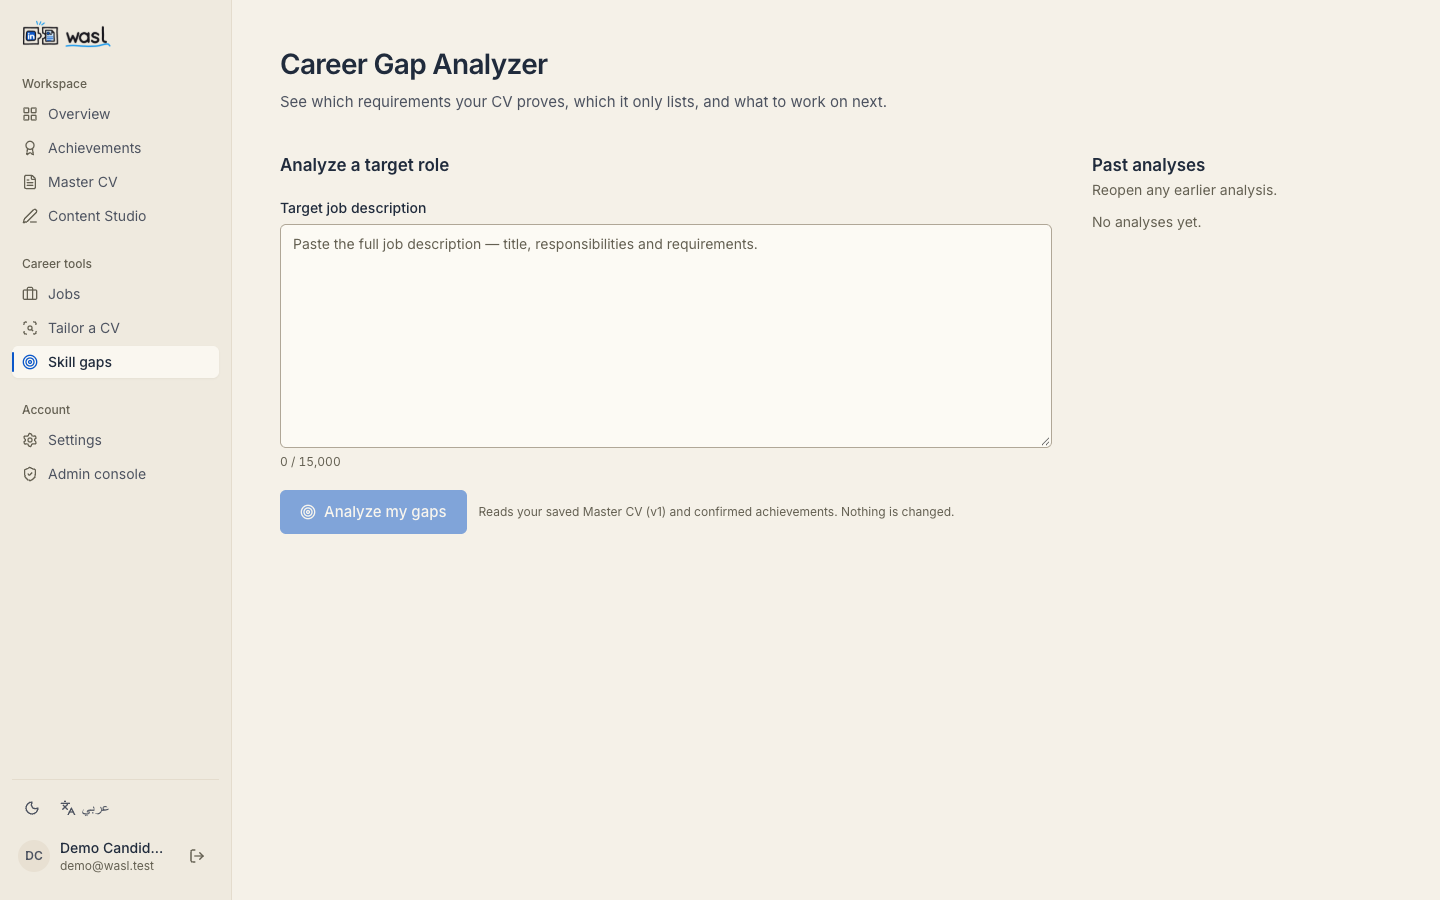 wasl
Workspace
Overview
Achievements
Master CV
Content Studio
Career tools
Jobs
Tailor a CV
Skill gaps
Account
Settings
Admin console
عربي
DC
Demo Candid...
demo@wasl.test
Career Gap Analyzer
See which requirements your CV proves, which it only lists, and what to work on next.
Analyze a target role
Target job description
Paste the full job description — title, responsibilities and requirements.
0 / 15,000
Analyze my gaps
Reads your saved Master CV (v1) and confirmed achievements. Nothing is changed.
Past analyses
Reopen any earlier analysis.
No analyses yet.